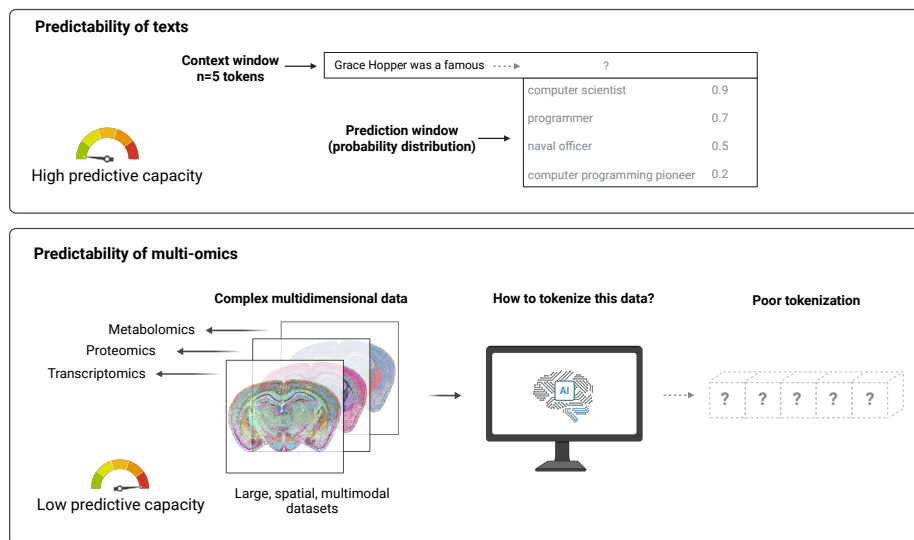 Predictability of texts
Context window
n=5 tokens
Grace Hopper was a famous
?
computer scientist 0.9
programmer 0.7
naval officer 0.5
computer programming pioneer 0.2
Prediction window
(probability distribution)
High predictive capacity
Predictability of multi-omics
Complex multidimensional data
How to tokenize this data?
Poor tokenization
Metabolomics
Proteomics
Transcriptomics
AI
? ? ? ? ?
Low predictive capacity
Large, spatial, multimodal
datasets